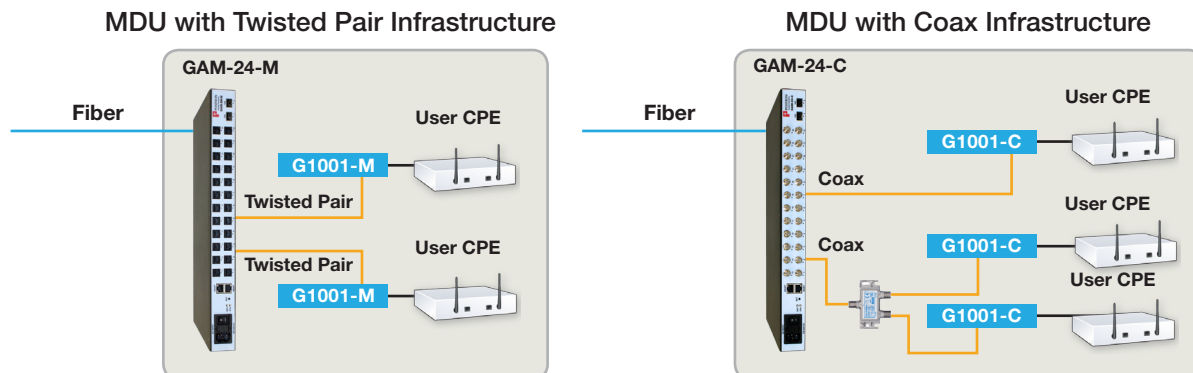 MDU with Twisted Pair Infrastructure
GAM-24-M
Fiber
User CPE
G1001-M
Twisted Pair
User CPE
Twisted Pair
G1001-M
MDU with Coax Infrastructure
GAM-24-C
Fiber
User CPE
G1001-C
Coax
User CPE
Coax
G1001-C
User CPE
G1001-C